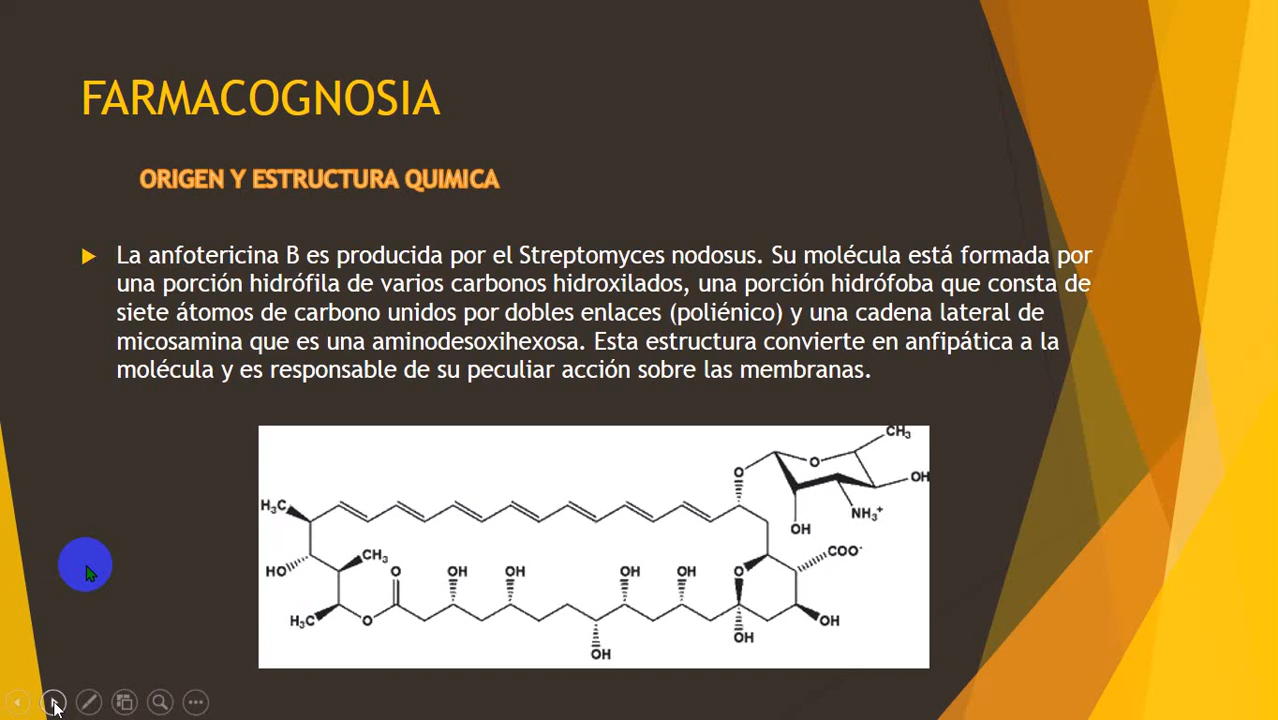 FARMACOGNOSIA
ORIGEN Y ESTRUCTURA QUIMICA
La anfotericina B es producida por el Streptomyces nodosus. Su molécula está formada por
una porción hidrófila de varios carbonos hidroxilados, una porción hidrófoba que consta de
siete átomos de carbono unidos por dobles enlaces (poliénico) y una cadena lateral de
micosamina que es una aminodesoxihexosa. Esta estructura convierte en anfipática a la
molécula y es responsable de su peculiar acción sobre las membranas.
CH₃
O
O
OH
H₃C
OH
NH₃⁺
CH₃
COO⁻
HO
O
OH
OH
OH
OH
O
H₃C
O
OH
OH
OH